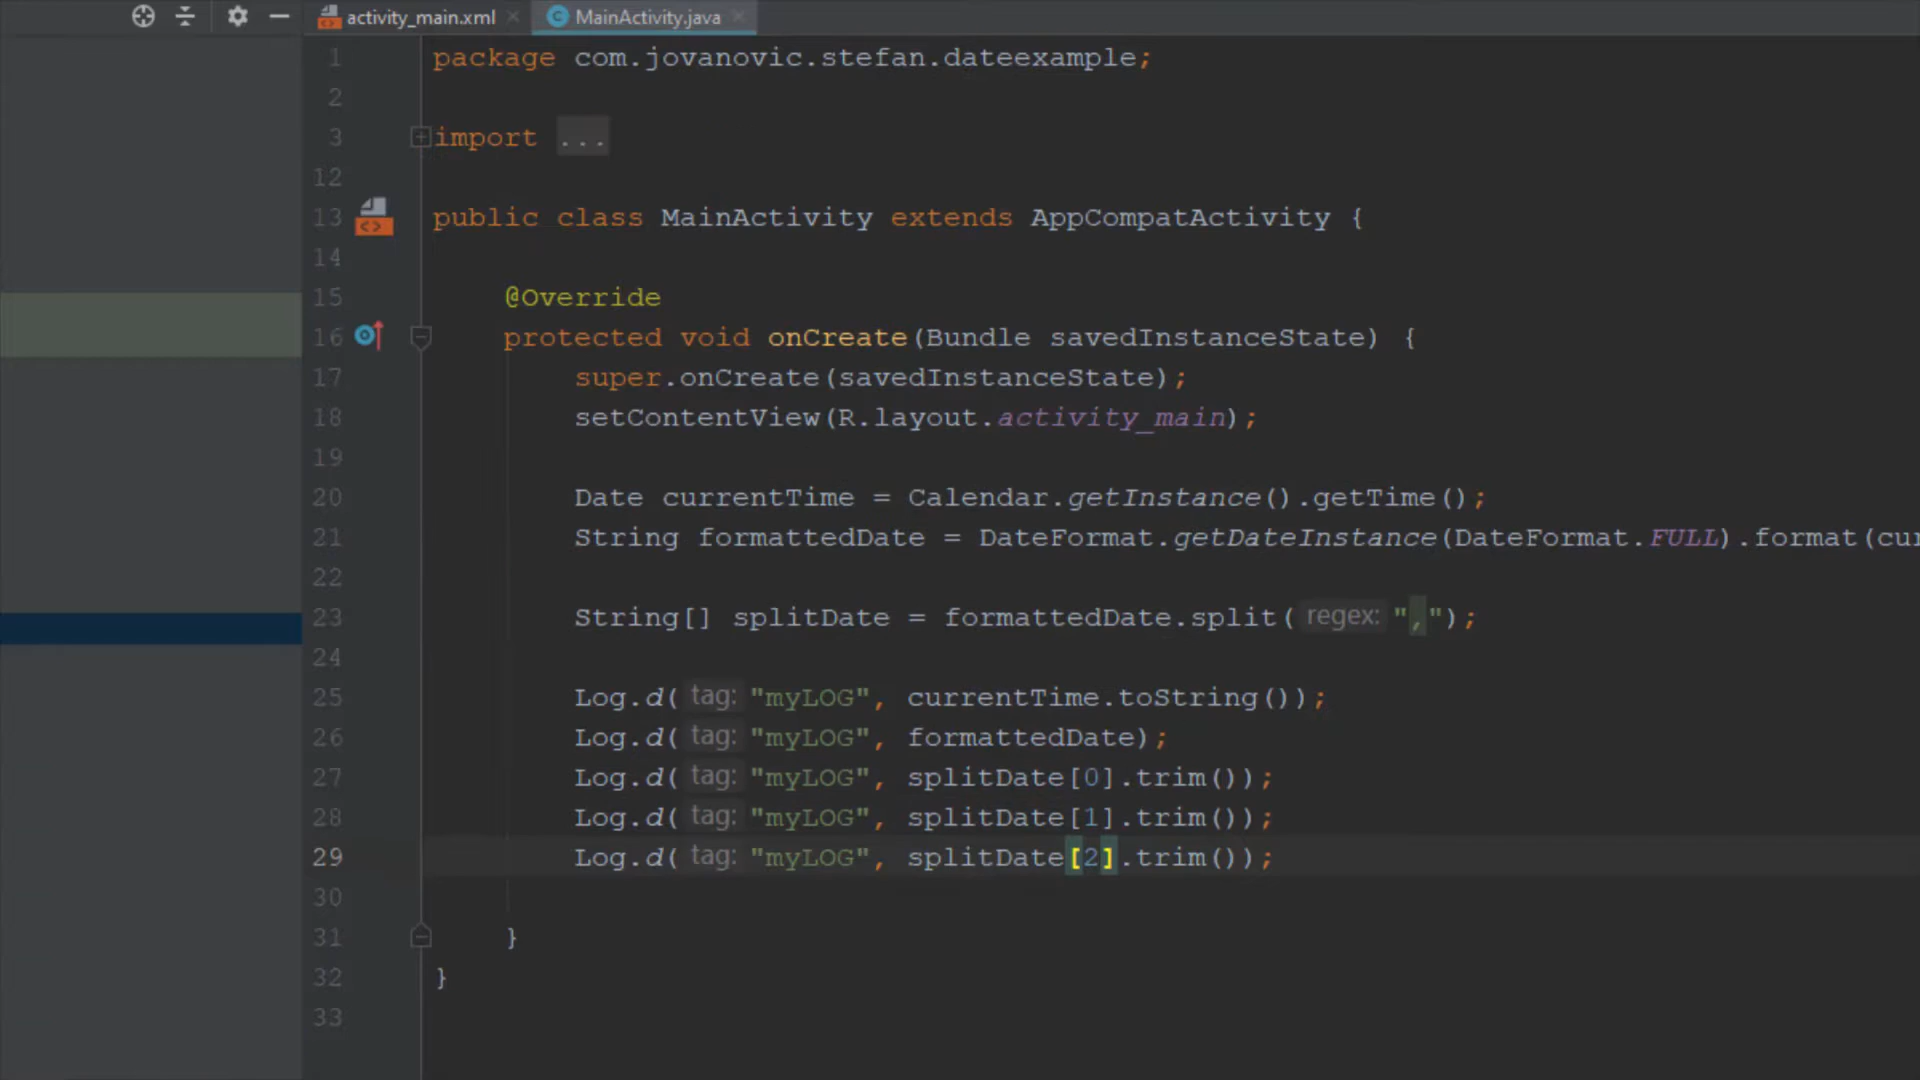 activity_main.xml MainActivity.java
1 package com.jovanovic.stefan.dateexample;
2
3 import ...
12
13 public class MainActivity extends AppCompatActivity {
14
15 @Override
16 protected void onCreate(Bundle savedInstanceState) {
17 super.onCreate(savedInstanceState);
18 setContentView(R.layout.activity_main);
19
20 Date currentTime = Calendar.getInstance().getTime();
21 String formattedDate = DateFormat.getDateInstance(DateFormat.FULL).format(cur
22
23 String[] splitDate = formattedDate.split( regex: ",");
24
25 Log.d( tag: "myLOG", currentTime.toString());
26 Log.d( tag: "myLOG", formattedDate);
27 Log.d( tag: "myLOG", splitDate[0].trim());
28 Log.d( tag: "myLOG", splitDate[1].trim());
29 Log.d( tag: "myLOG", splitDate[2].trim());
30
31 }
32 }
33